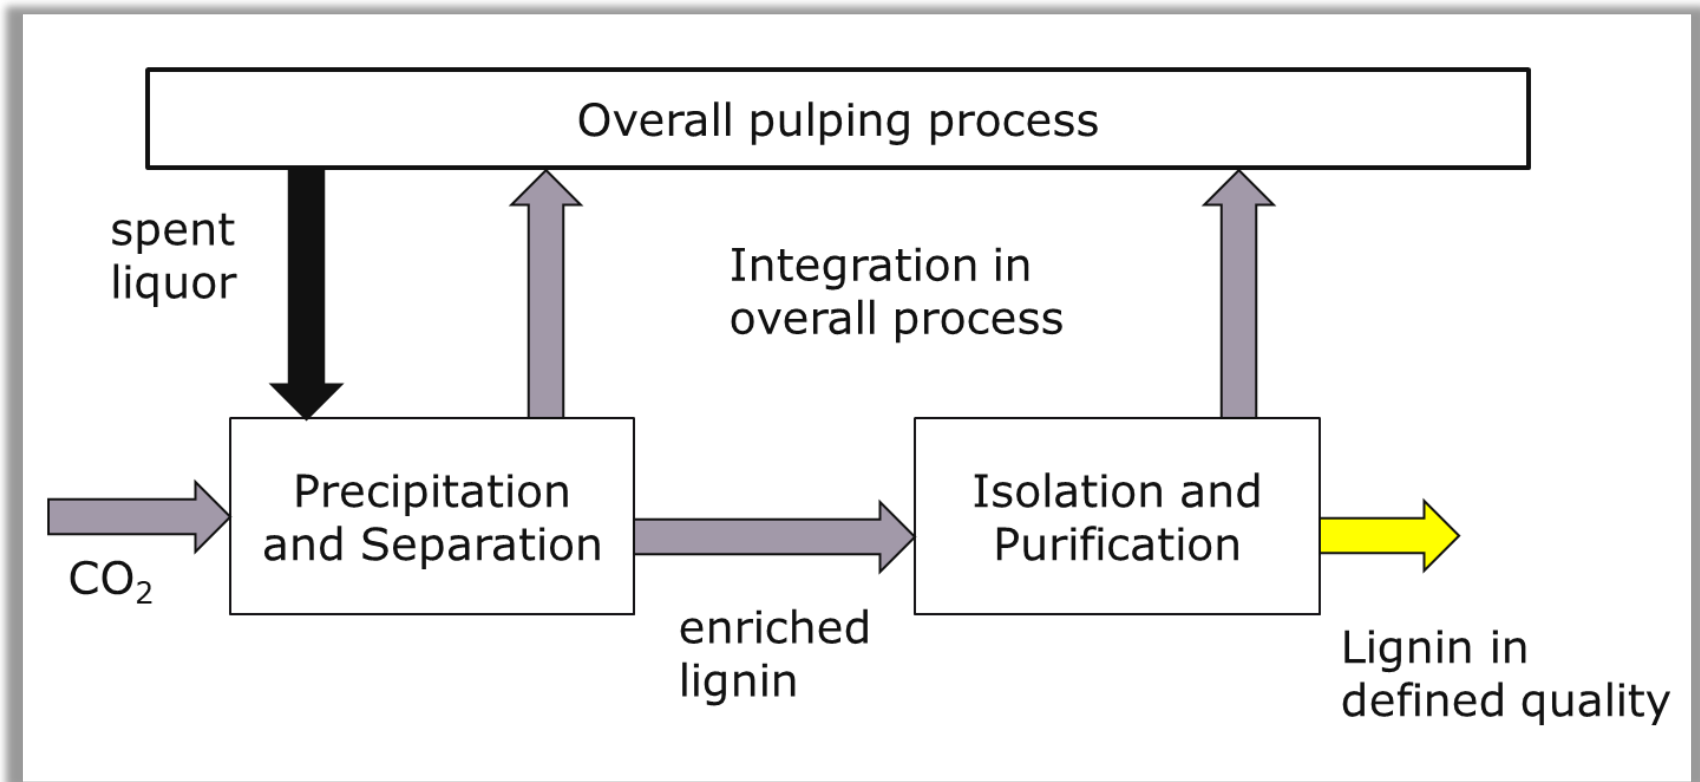 Overall pulping process
spent
liquor
Integration in
overall process
Precipitation
and Separation
Isolation and
Purification
CO₂
enriched
lignin
Lignin in
defined quality